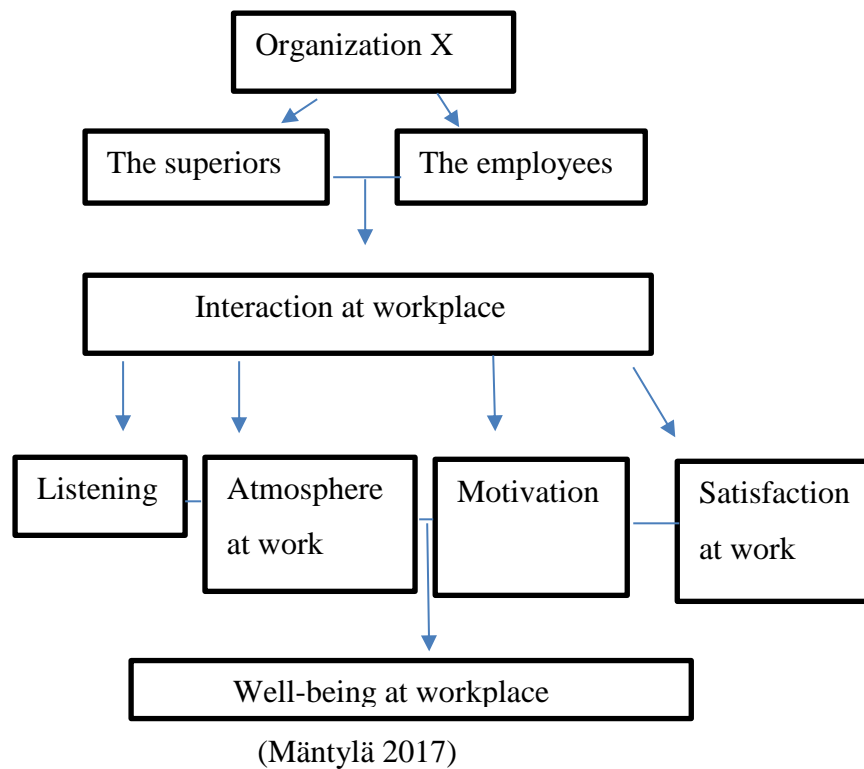 Organization X
The superiors
The employees
Interaction at workplace
Listening
Atmosphere
at work
Motivation
Satisfaction
at work
Well-being at workplace
(Mäntylä 2017)